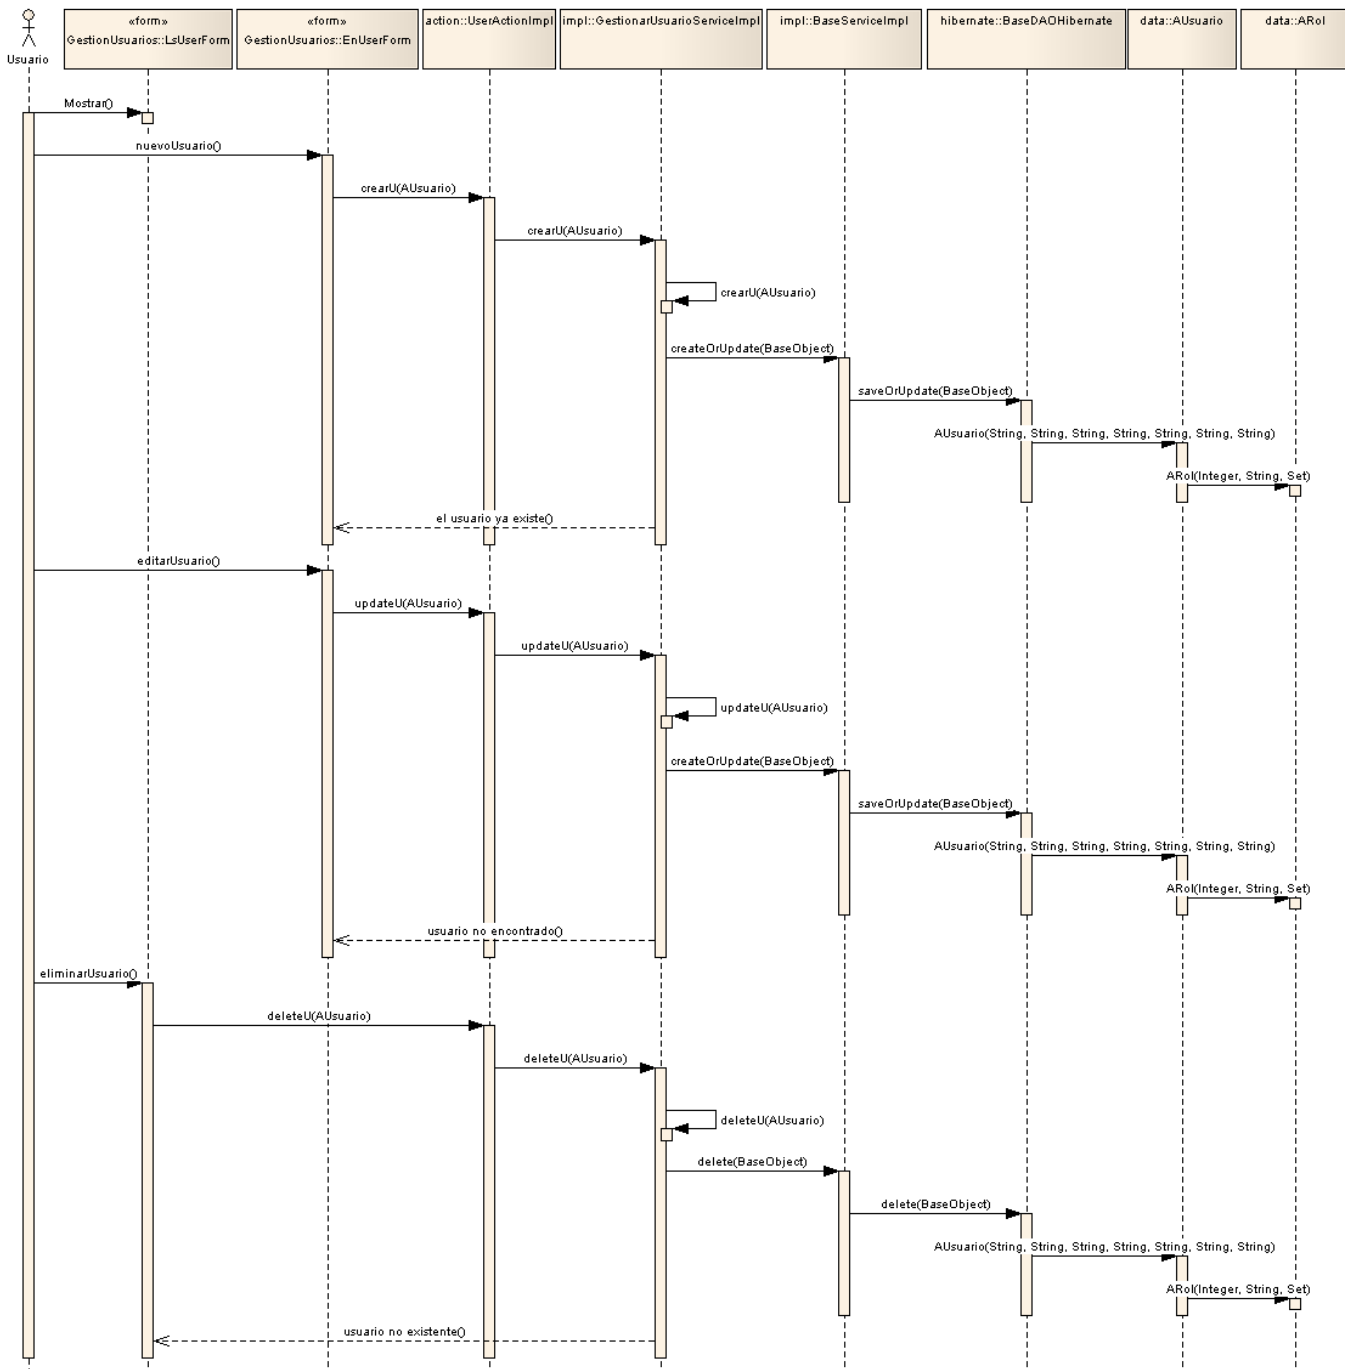 «form»
GestionUsuarios::LsUserForm
«form»
GestionUsuarios::EnUserForm
action::UserActionImpl
impl::GestionarUsuarioServiceImpl
impl::BaseServiceImpl
hibernate::BaseDAOHibernate
data::AUsuario
data::ARol
Usuario
Mostrar()
nuevoUsuario()
crearU(AUsuario)
crearU(AUsuario)
crearU(AUsuario)
createOrUpdate(BaseObject)
saveOrUpdate(BaseObject)
AUsuario(String, String, String, String, String, String, String)
ARol(Integer, String, Set)
el usuario ya existe()
editarUsuario()
updateU(AUsuario)
updateU(AUsuario)
updateU(AUsuario)
createOrUpdate(BaseObject)
saveOrUpdate(BaseObject)
AUsuario(String, String, String, String, String, String, String)
ARol(Integer, String, Set)
usuario no encontrado()
eliminarUsuario()
deleteU(AUsuario)
deleteU(AUsuario)
deleteU(AUsuario)
delete(BaseObject)
delete(BaseObject)
AUsuario(String, String, String, String, String, String, String)
ARol(Integer, String, Set)
usuario no existente()